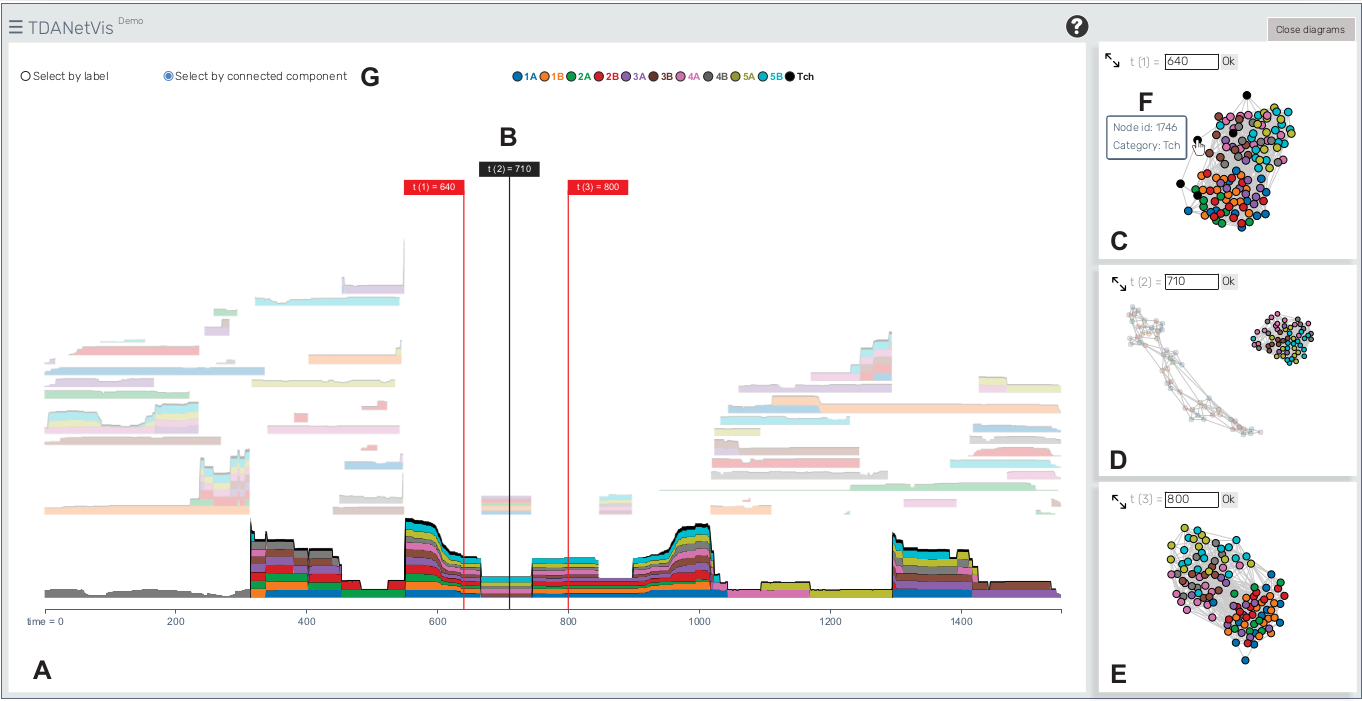 ☰ TDANetVis Demo
?
Close diagrams
Select by label
Select by connected component
G
1A 1B 2A 2B 3A 3B 4A 4B 5A 5B Tch
B
t (2) = 710
t (1) = 640
t (3) = 800
time = 0 200 400 600 800 1000 1200 1400
A
t (1) = 640 Ok
F
Node id: 1746
Category: Tch
C
t (2) = 710 Ok
D
t (3) = 800 Ok
E